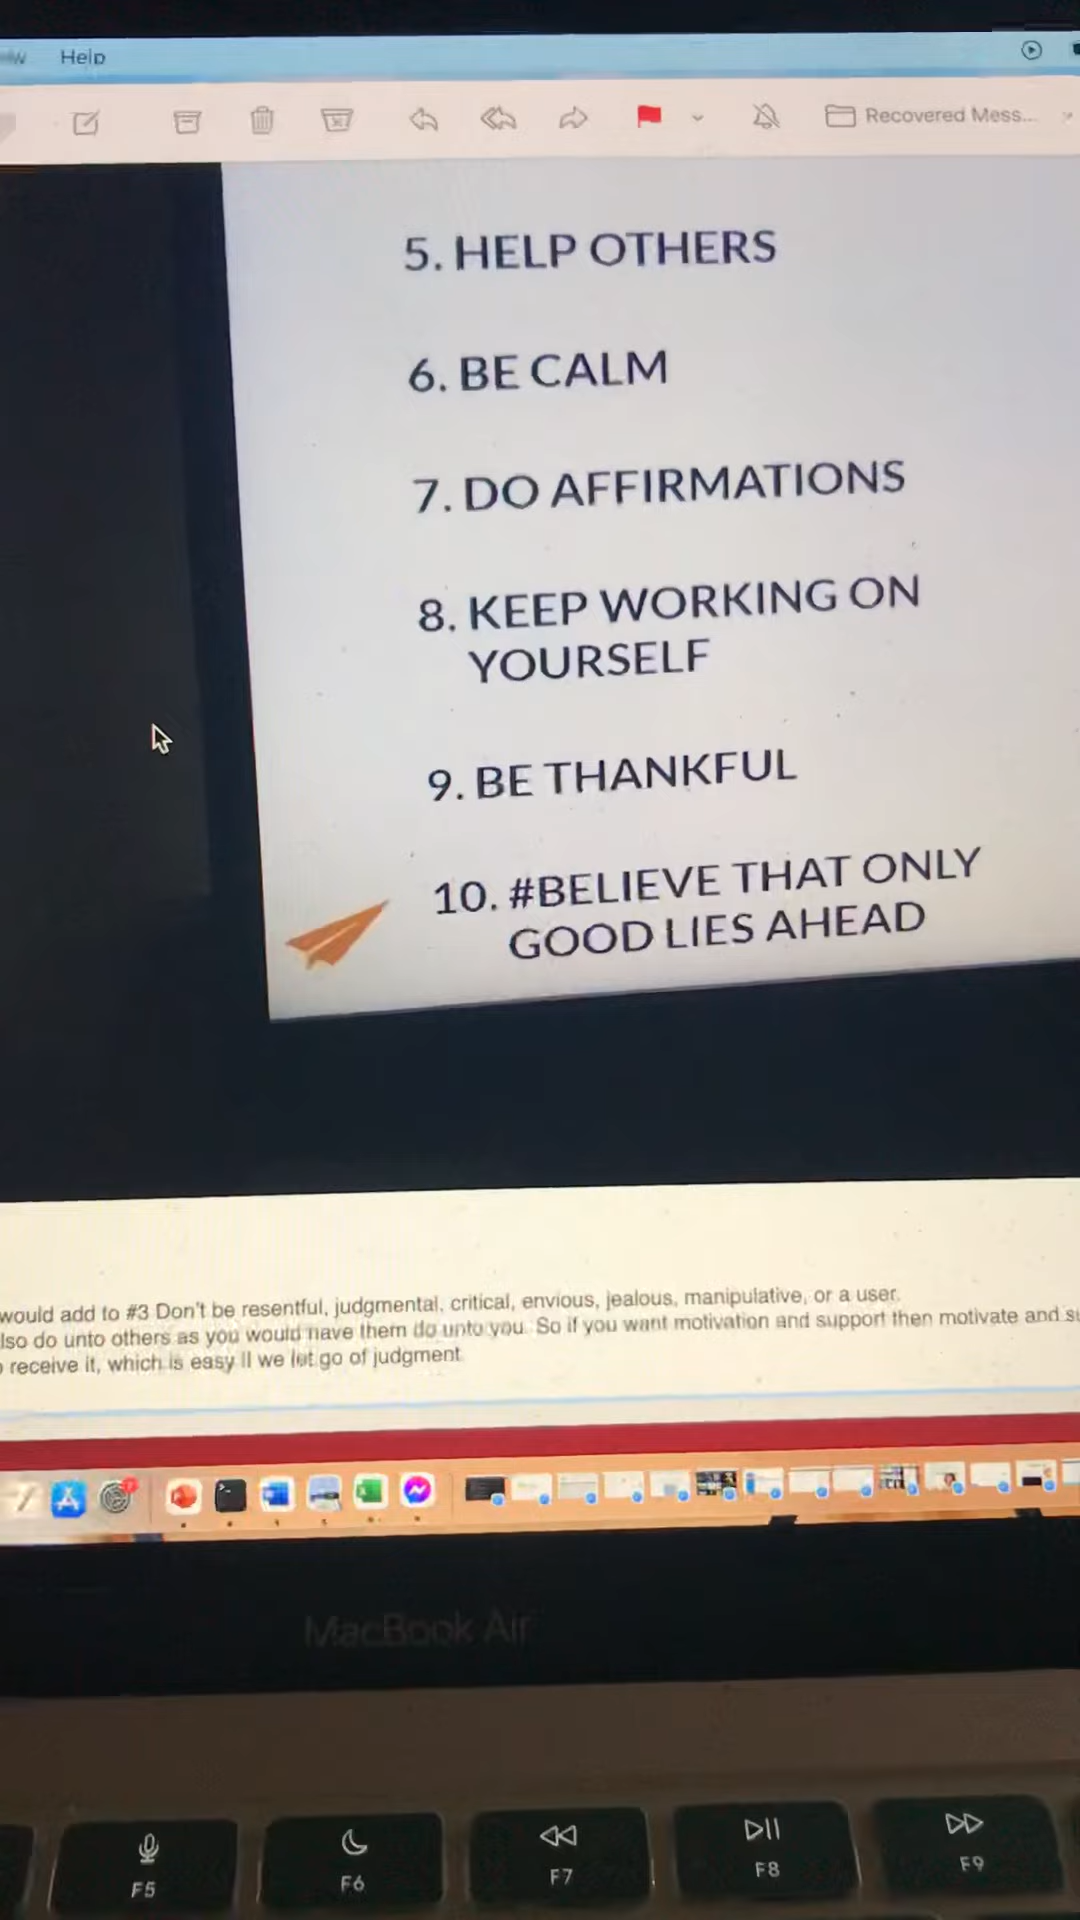 Help
Recovered Mess...
5. HELP OTHERS
6. BE CALM
7. DO AFFIRMATIONS
8. KEEP WORKING ON
YOURSELF
9. BE THANKFUL
10. #BELIEVE THAT ONLY
GOOD LIES AHEAD
would add to #3 Don't be resentful, judgmental, critical, envious, jealous, manipulative, or a user.
lso do unto others as you would have them do unto you. So if you want motivation and support then motivate and su
receive it, which is easy if we let go of judgment
MacBook Air
F5
F6
F7
F8
F9